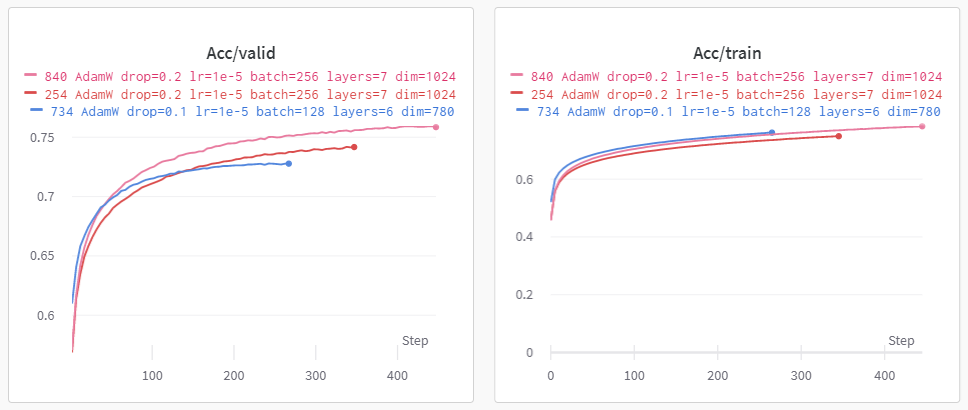 Acc/valid
840 AdamW drop=0.2 lr=1e-5 batch=256 layers=7 dim=1024
254 AdamW drop=0.2 lr=1e-5 batch=256 layers=7 dim=1024
734 AdamW drop=0.1 lr=1e-5 batch=128 layers=6 dim=780
0.75
0.7
0.65
0.6
Step
100 200 300 400
Acc/train
840 AdamW drop=0.2 lr=1e-5 batch=256 layers=7 dim=1024
254 AdamW drop=0.2 lr=1e-5 batch=256 layers=7 dim=1024
734 AdamW drop=0.1 lr=1e-5 batch=128 layers=6 dim=780
0.6
0.4
0.2
0
Step
0 100 200 300 400